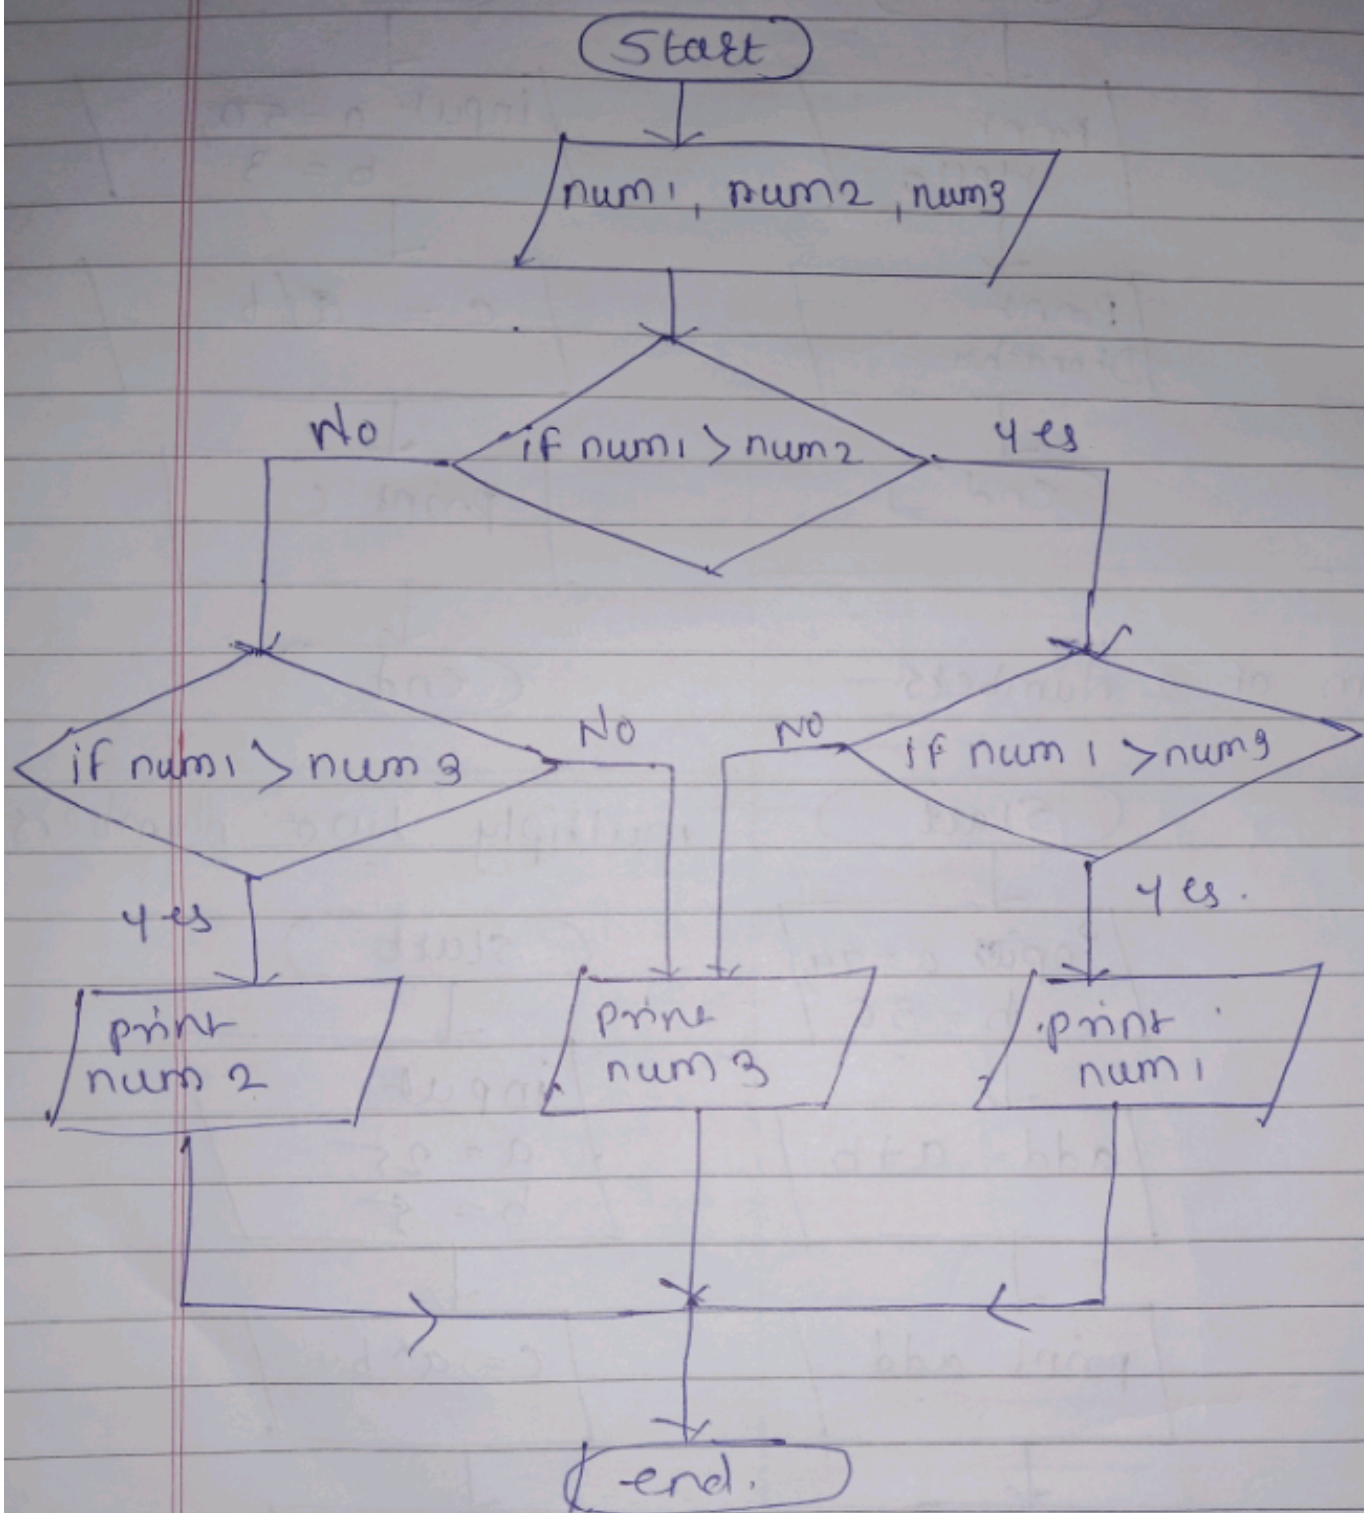 Start
num1, num2, num3
if num1 > num2
No
yes
if num1 > num3
No
NO
if num1 > num3
yes
yes.
print
num2
print
num3
print
num1
end.